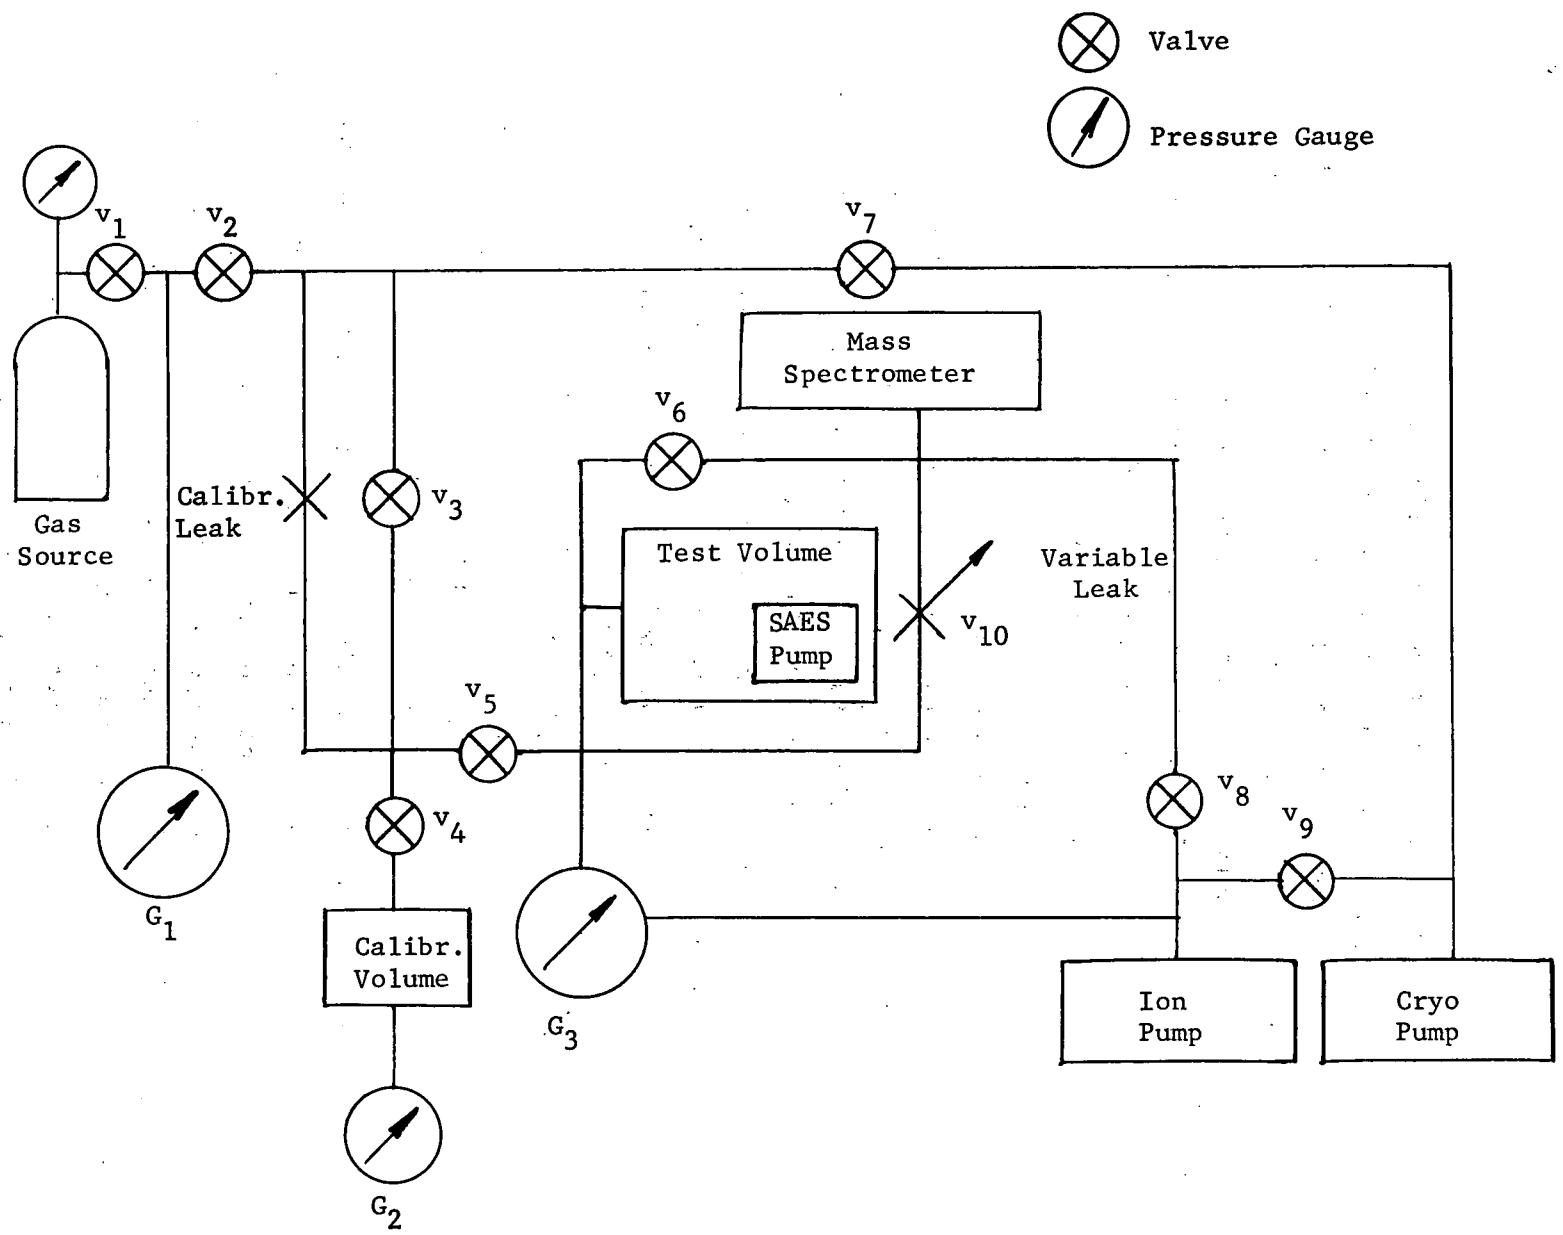 Valve
Pressure Gauge
v1
v2
v7
Mass
Spectrometer
v6
Calibr.
Leak
v3
Gas
Source
Test Volume
Variable
Leak
SAES
Pump
v10
v5
v8
v9
v4
G1
Calibr.
Volume
G3
Ion
Pump
Cryo
Pump
G2